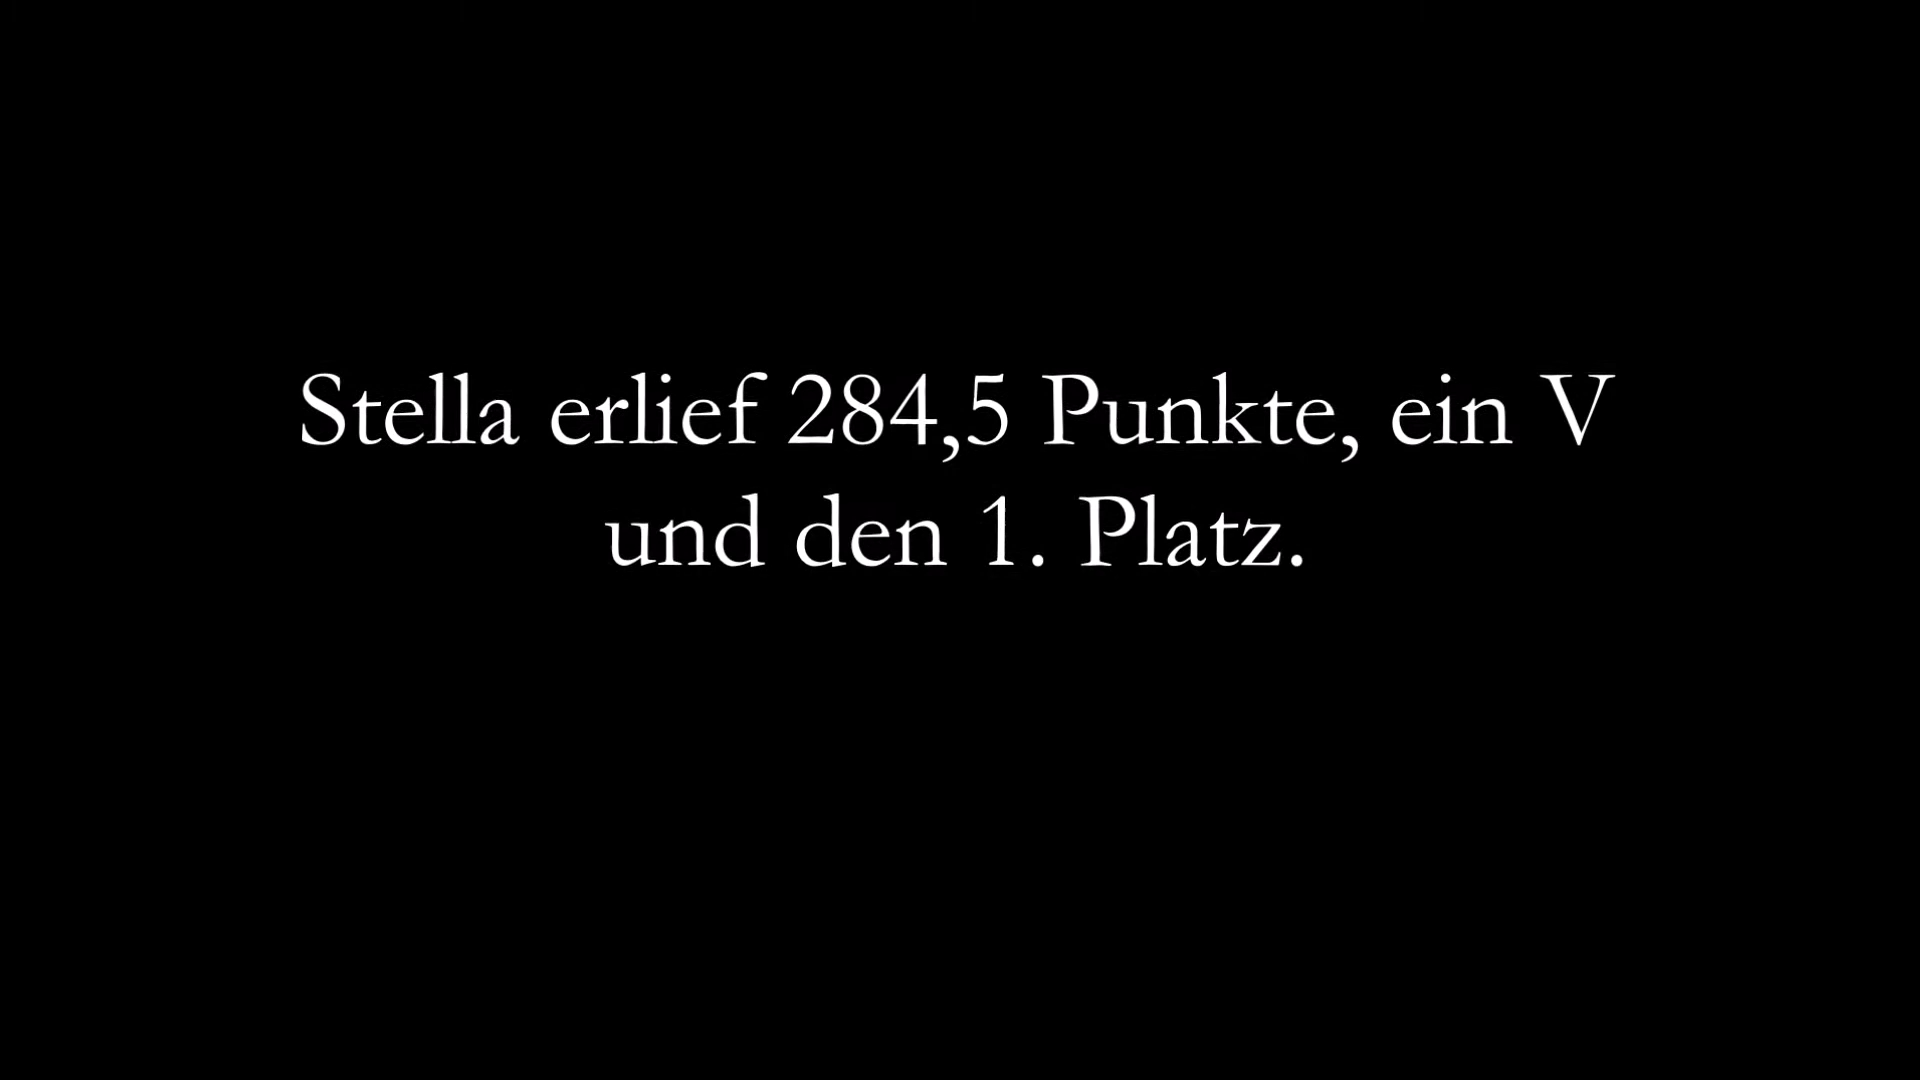 Stella erlief 284,5 Punkte, ein V
und den 1. Platz.